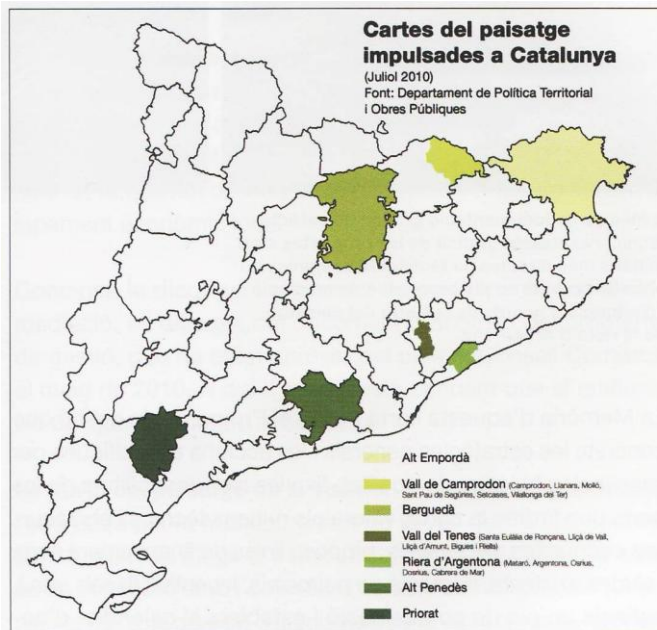 Cartes del paisatge
impulsades a Catalunya
(Juliol 2010)
Font: Departament de Política Territorial
i Obres Públiques
Alt Empordà
Vall de Camprodon (Camprodon, Llanars, Molló,
Sant Pau de Segúries, Setcases, Vilallonga del Ter)
Berguedà
Vall del Tenes (Santa Eulàlia de Ronçana, Lliçà de Vall,
Lliçà d'Amunt, Bigues i Riells)
Riera d'Argentona (Mataró, Argentona, Òrrius,
Dosrius, Cabrera de Mar)
Alt Penedès
Priorat